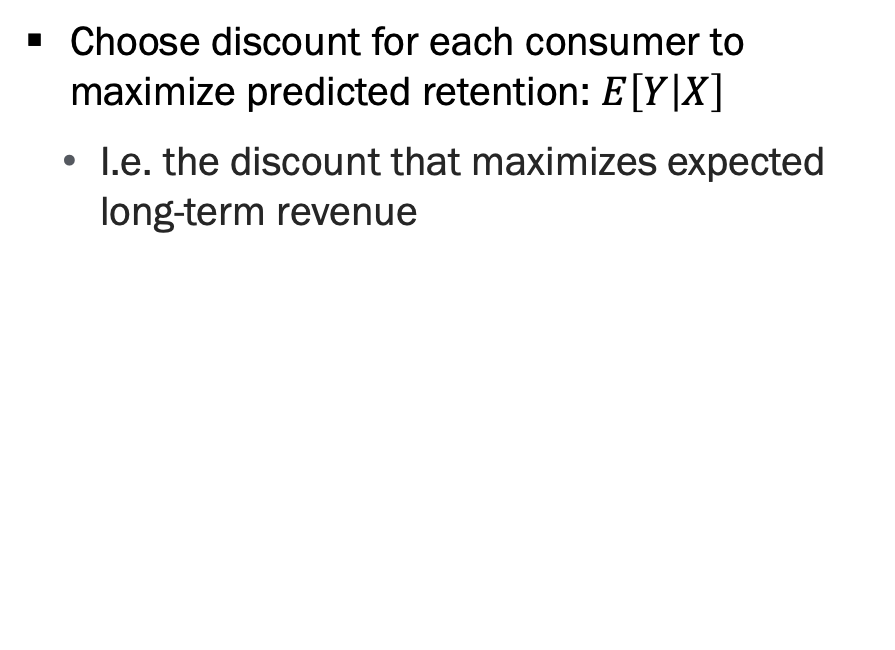 ▪ Choose discount for each consumer to
maximize predicted retention: E[Y|X]
• I.e. the discount that maximizes expected
long-term revenue